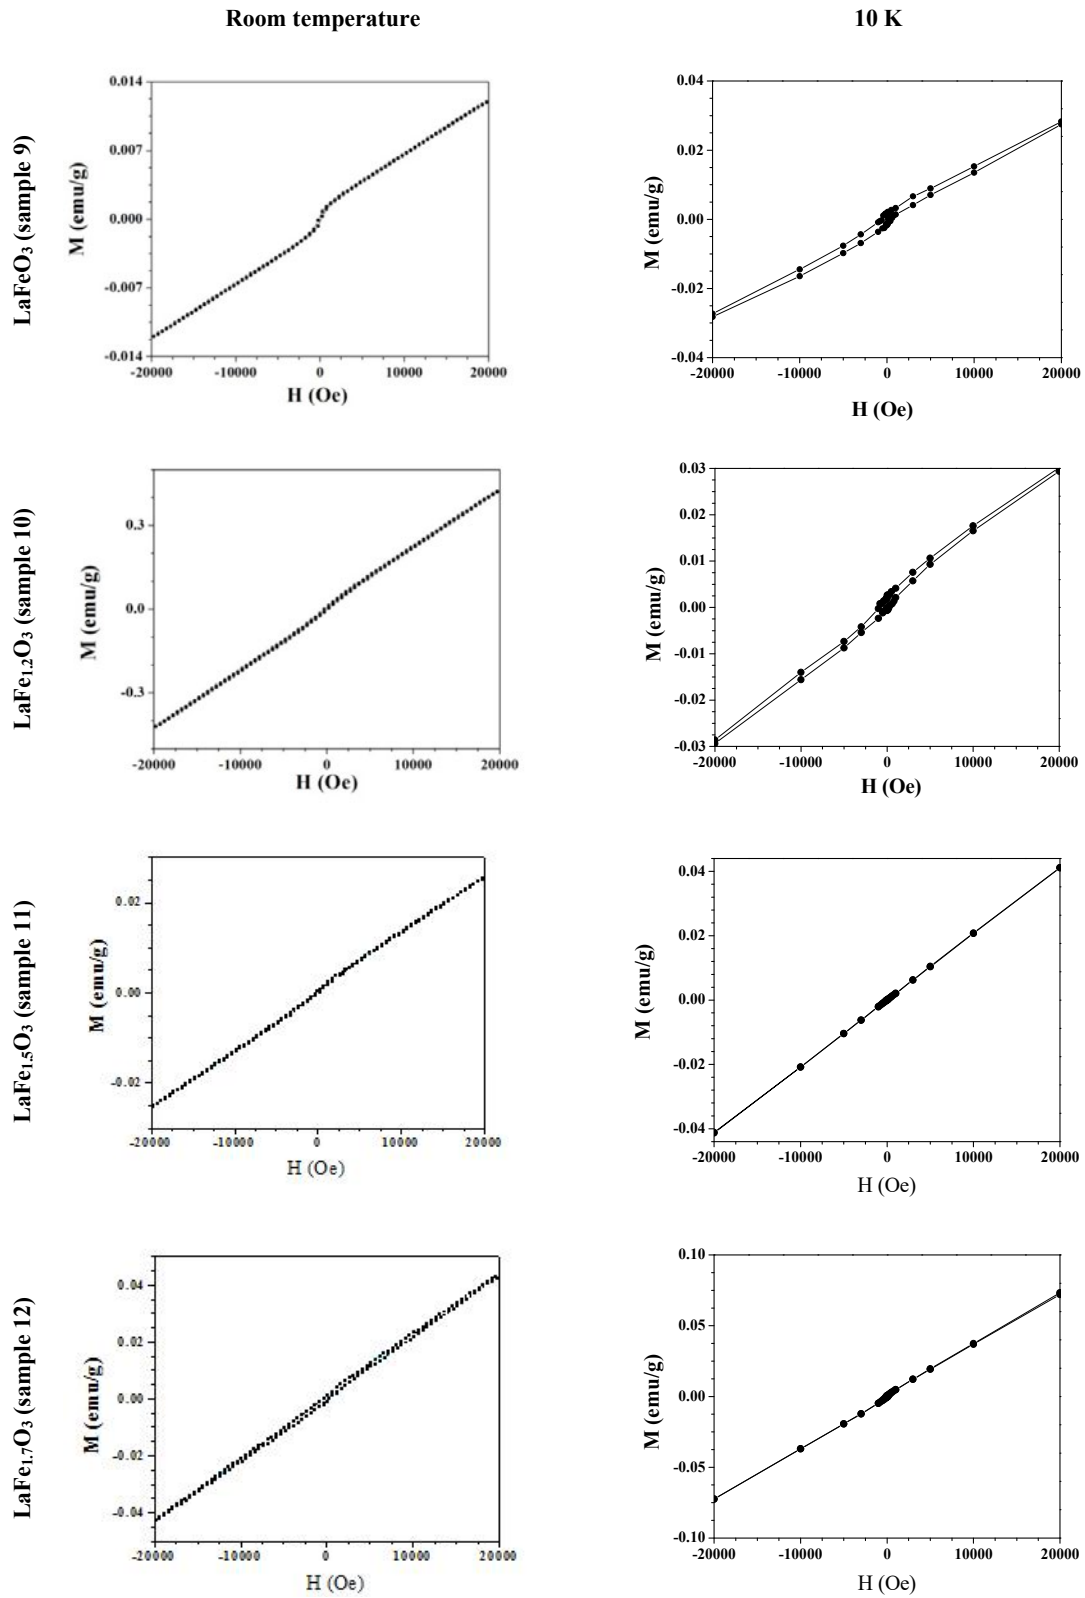 Room temperature
10 K
LaFeO3 (sample 9)
M (emu/g)
0.014
0.007
0.000
-0.007
-0.014
-20000 -10000 0 10000 20000
H (Oe)
M (emu/g)
0.04
0.02
0.00
-0.02
-0.04
-20000 -10000 0 10000 20000
H (Oe)
LaFe1.2O3 (sample 10)
M (emu/g)
0.3
0.0
-0.3
-20000 -10000 0 10000 20000
H (Oe)
M (emu/g)
0.03
0.02
0.01
0.00
-0.01
-0.02
-0.03
-20000 -10000 0 10000 20000
H (Oe)
LaFe1.5O3 (sample 11)
M (emu/g)
0.02
0.00
-0.02
-20000 -10000 0 10000 20000
H (Oe)
M (emu/g)
0.04
0.02
0.00
-0.02
-0.04
-20000 -10000 0 10000 20000
H (Oe)
LaFe1.7O3 (sample 12)
M (emu/g)
0.04
0.02
0.00
-0.02
-0.04
-20000 -10000 0 10000 20000
H (Oe)
M (emu/g)
0.10
0.05
0.00
-0.05
-0.10
-20000 -10000 0 10000 20000
H (Oe)